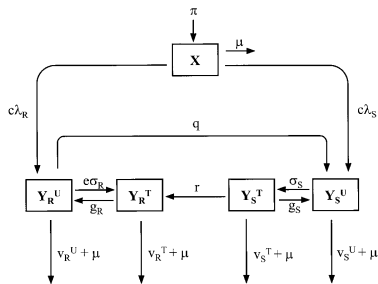 π
X
μ
cλ_R
cλ_S
q
Y_R^U
eσ_R
g_R
Y_R^T
r
Y_S^T
σ_S
g_S
Y_S^U
v_R^U + μ
v_R^T + μ
v_S^T + μ
v_S^U + μ